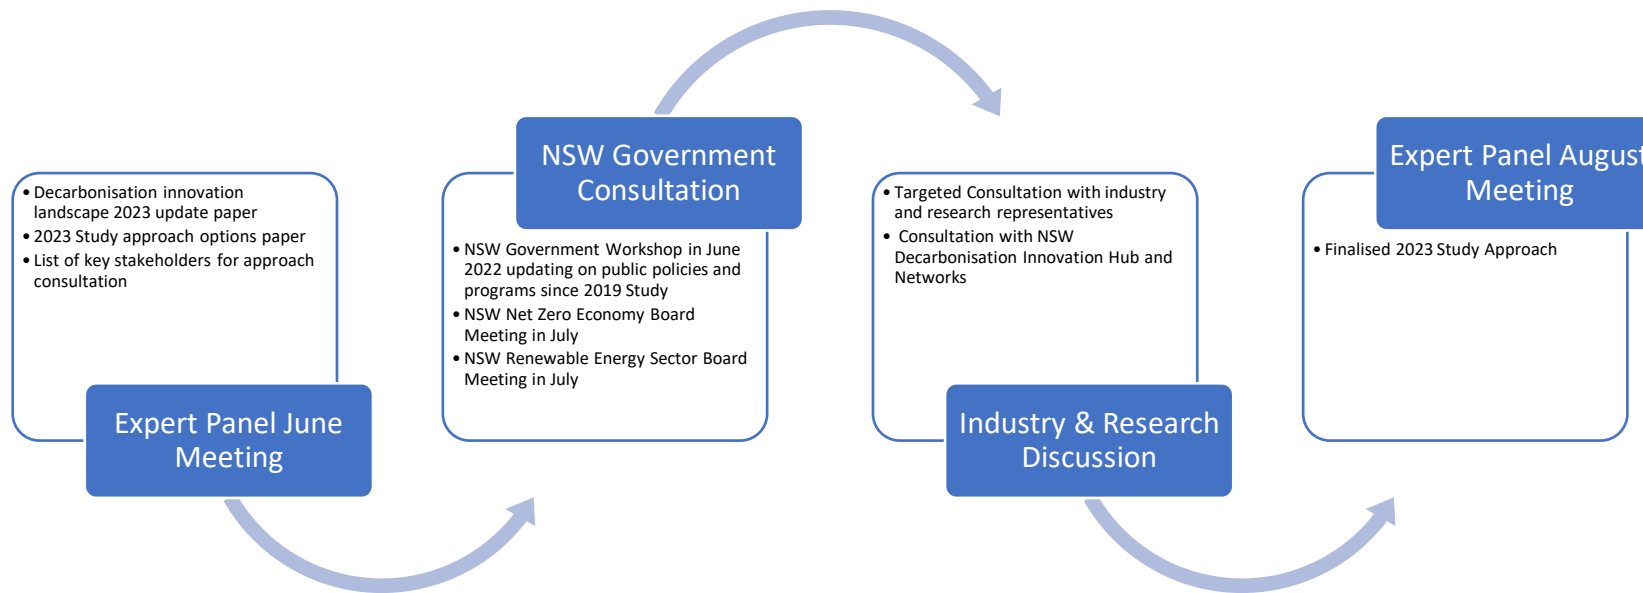 • Decarbonisation innovation
landscape 2023 update paper
• 2023 Study approach options paper
• List of key stakeholders for approach
consultation
Expert Panel June
Meeting
NSW Government
Consultation
• NSW Government Workshop in June
2022 updating on public policies and
programs since 2019 Study
• NSW Net Zero Economy Board
Meeting in July
• NSW Renewable Energy Sector Board
Meeting in July
• Targeted Consultation with industry
and research representatives
• Consultation with NSW
Decarbonisation Innovation Hub and
Networks
Industry & Research
Discussion
Expert Panel August
Meeting
• Finalised 2023 Study Approach